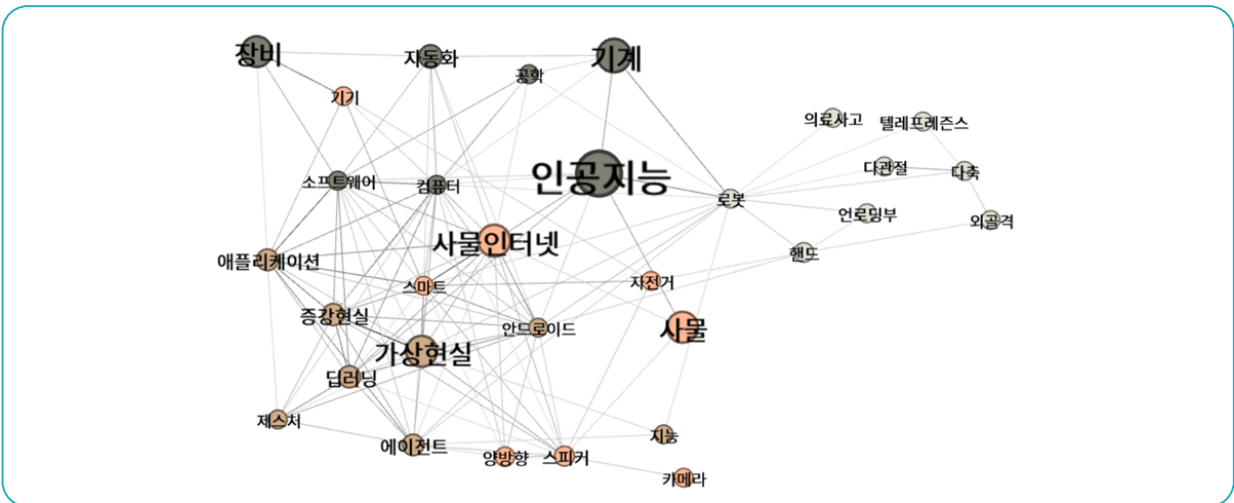 장비
자동화
기계
공학
기기
의료사고
텔레프레즌스
다관절
다축
인공지능
소프트웨어
컴퓨터
로봇
언로딩부
외골격
사물인터넷
핸드
애플리케이션
스마트
자전거
증강현실
안드로이드
사물
가상현실
딥러닝
제스처
에이전트
지능
양방향
스피커
카메라